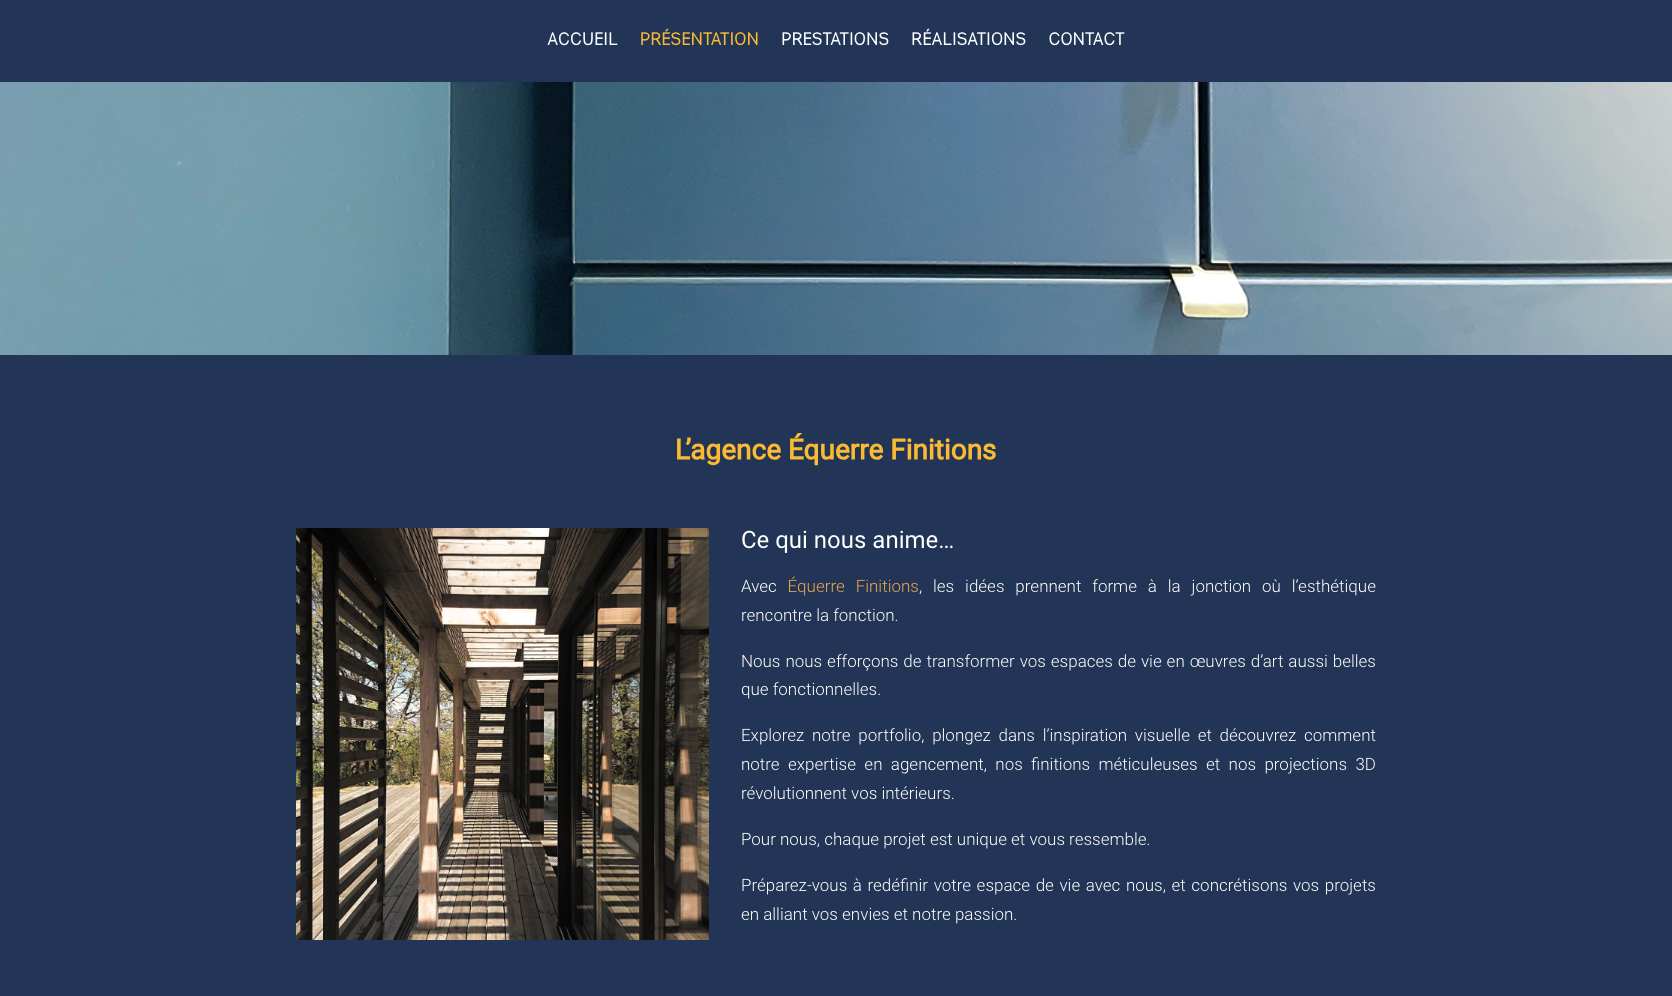 ACCUEIL PRÉSENTATION PRESTATIONS RÉALISATIONS CONTACT
L’agence Équerre Finitions
Ce qui nous anime…
Avec Équerre Finitions, les idées prennent forme à la jonction où l’esthétique
rencontre la fonction.
Nous nous efforçons de transformer vos espaces de vie en œuvres d’art aussi belles
que fonctionnelles.
Explorez notre portfolio, plongez dans l’inspiration visuelle et découvrez comment
notre expertise en agencement, nos finitions méticuleuses et nos projections 3D
révolutionnent vos intérieurs.
Pour nous, chaque projet est unique et vous ressemble.
Préparez-vous à redéfinir votre espace de vie avec nous, et concrétisons vos projets
en alliant vos envies et notre passion.